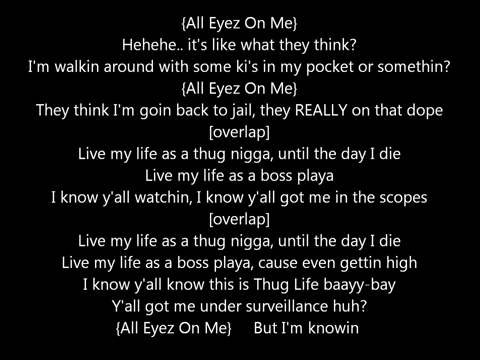 {All Eyez On Me}
Hehehe.. it's like what they think?
I'm walkin around with some ki's in my pocket or somethin?
{All Eyez On Me}
They think I'm goin back to jail, they REALLY on that dope
[overlap]
Live my life as a thug nigga, until the day I die
Live my life as a boss playa
I know y'all watchin, I know y'all got me in the scopes
[overlap]
Live my life as a thug nigga, until the day I die
Live my life as a boss playa, cause even gettin high
I know y'all know this is Thug Life baayy-bay
Y'all got me under surveillance huh?
{All Eyez On Me} But I'm knowin